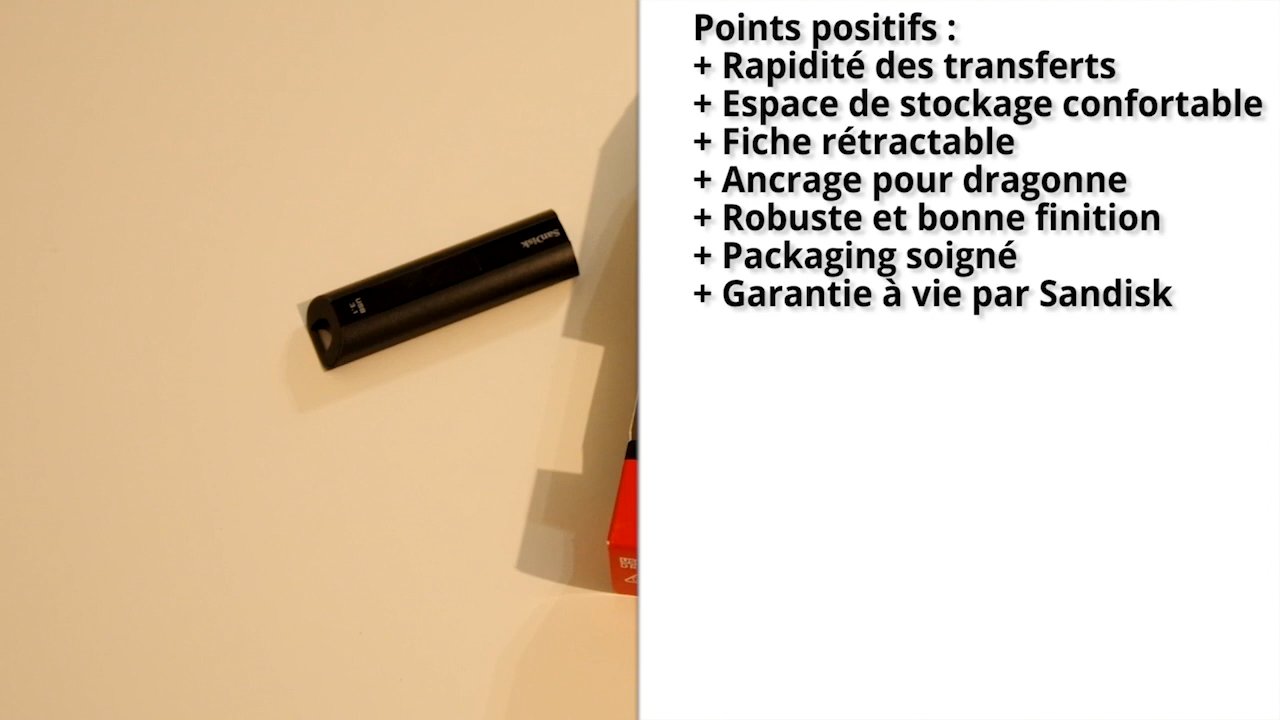 Points positifs :
+ Rapidité des transferts
+ Espace de stockage confortable
+ Fiche rétractable
+ Ancrage pour dragonne
+ Robuste et bonne finition
+ Packaging soigné
+ Garantie à vie par Sandisk
SanDisk